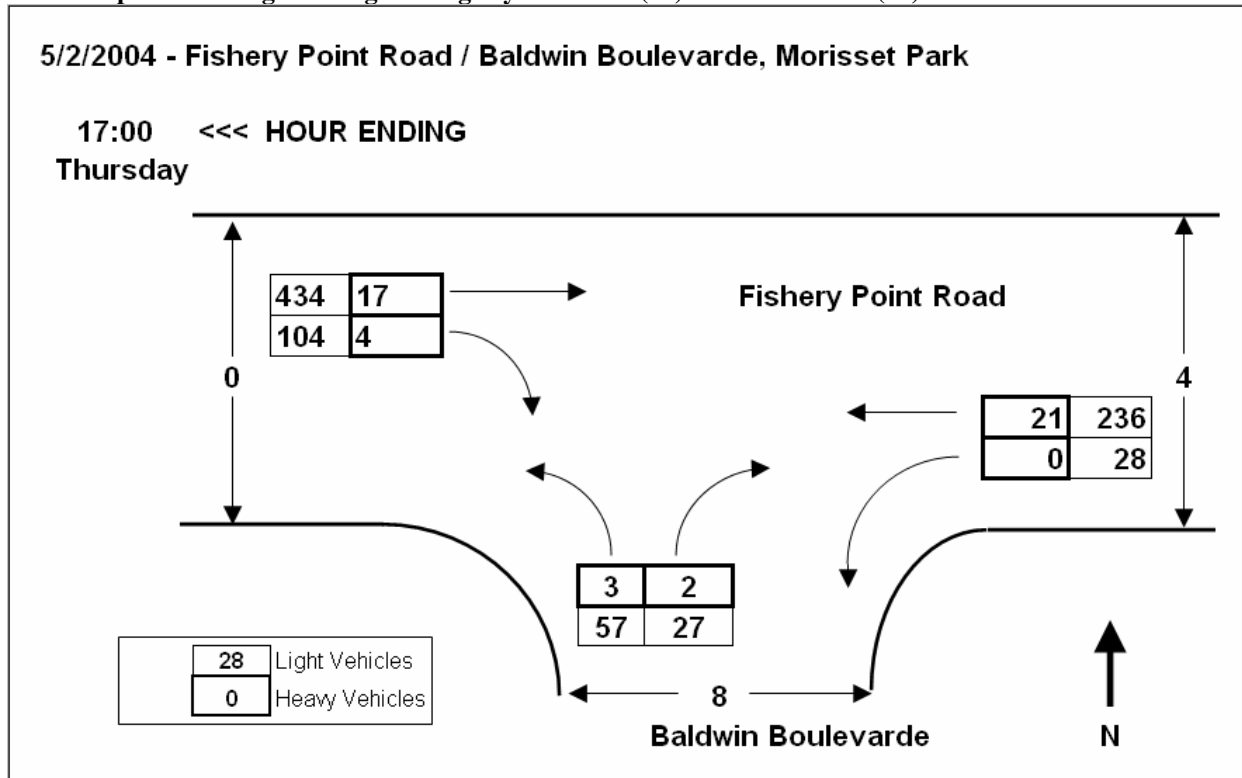 5/2/2004 - Fishery Point Road / Baldwin Boulevarde, Morisset Park
17:00 <<< HOUR ENDING
Thursday
434 17
104 4
Fishery Point Road
0
4
21 236
0 28
3 2
57 27
28 Light Vehicles
0 Heavy Vehicles
8
Baldwin Boulevarde
N